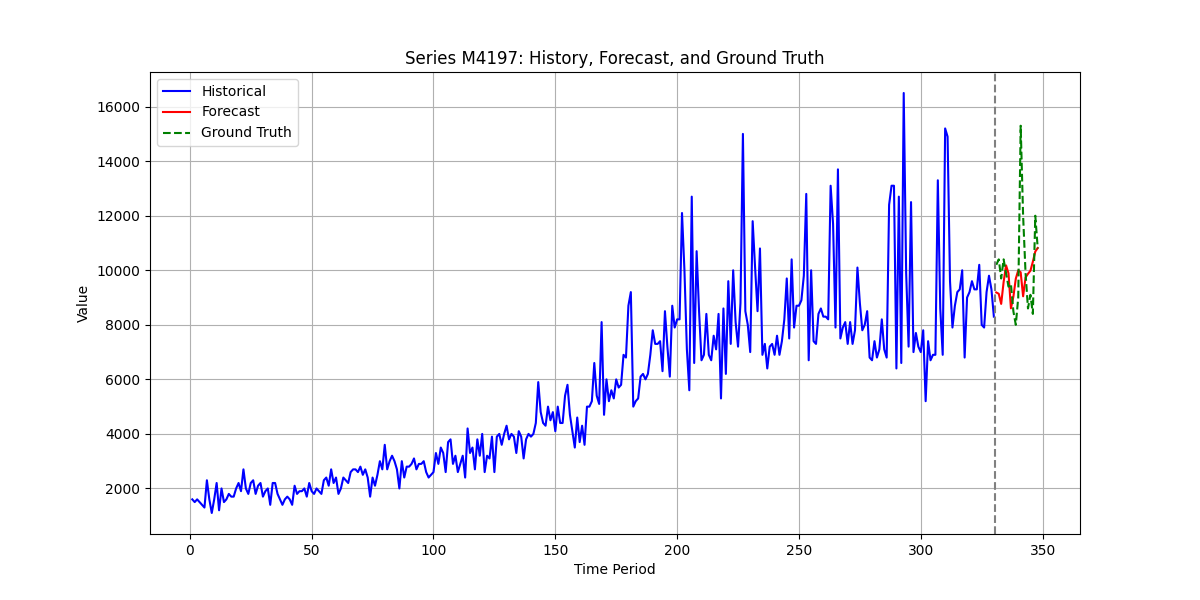 Series M4197: History, Forecast, and Ground Truth
Historical
Forecast
Ground Truth
16000
14000
12000
10000
8000
6000
4000
2000
Value
0 50 100 150 200 250 300 350
Time Period